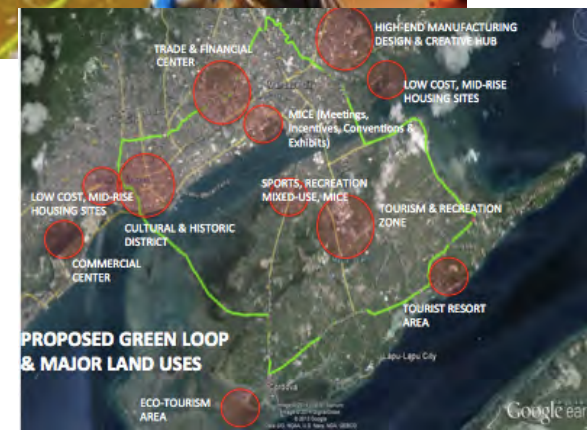 HIGH-END MANUFACTURING
DESIGN & CREATIVE HUB
TRADE & FINANCIAL
CENTER
LOW COST, MID-RISE
HOUSING SITES
MICE (Meetings,
Incentives, Conventions &
Exhibits)
LOW COST, MID-RISE
HOUSING SITES
SPORTS, RECREATION
MIXED-USE, MICE
TOURISM & RECREATION
ZONE
CULTURAL & HISTORIC
DISTRICT
COMMERCIAL
CENTER
TOURIST RESORT
AREA
PROPOSED GREEN LOOP
& MAJOR LAND USES
Lapu-Lapu City
Cordova
ECO-TOURISM
AREA
Google ear